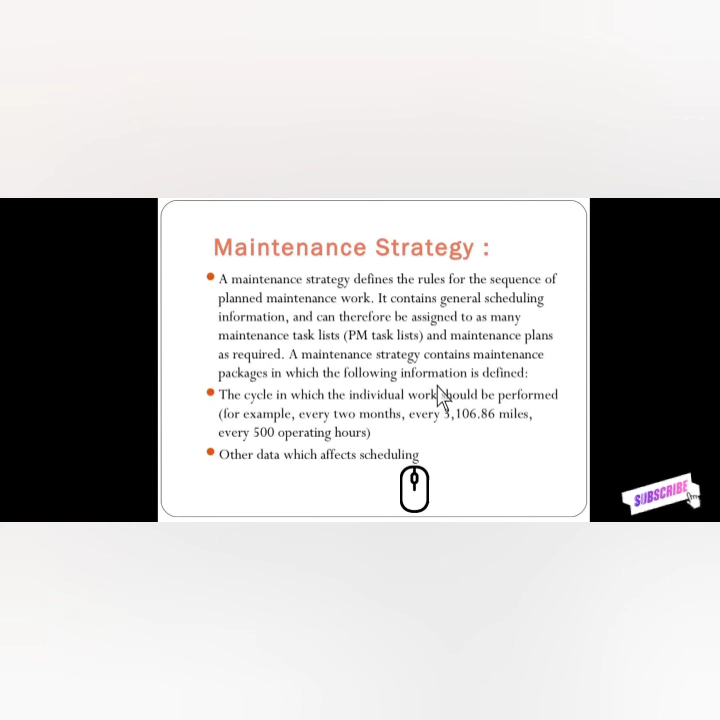 Maintenance Strategy :
A maintenance strategy defines the rules for the sequence of
planned maintenance work. It contains general scheduling
information, and can therefore be assigned to as many
maintenance task lists (PM task lists) and maintenance plans
as required. A maintenance strategy contains maintenance
packages in which the following information is defined:
The cycle in which the individual work should be performed
(for example, every two months, every 3,106.86 miles,
every 500 operating hours)
Other data which affects scheduling
SUBSCRIBE